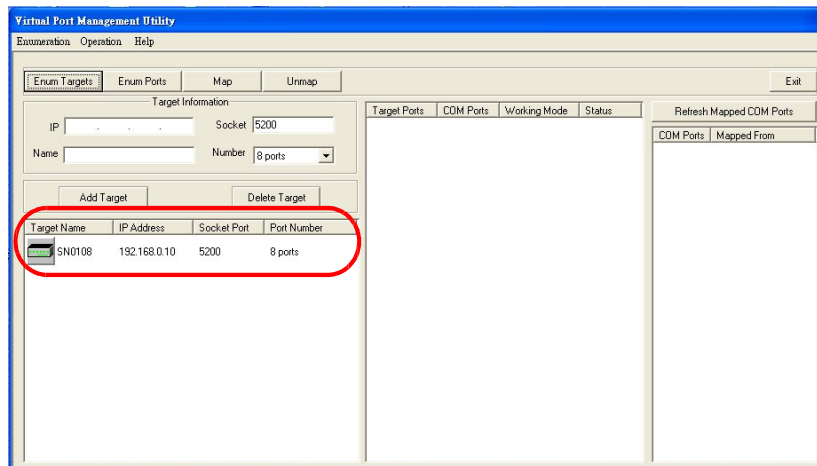 Virtual Port Management Utility
Enumeration Operation Help
Enum Targets Enum Ports Map Unmap Exit
Target Information
IP . . . Socket 5200
Name Number 8 ports
Add Target Delete Target
Target Name IP Address Socket Port Port Number
SN0108 192.168.0.10 5200 8 ports
Target Ports COM Ports Working Mode Status
Refresh Mapped COM Ports
COM Ports Mapped From